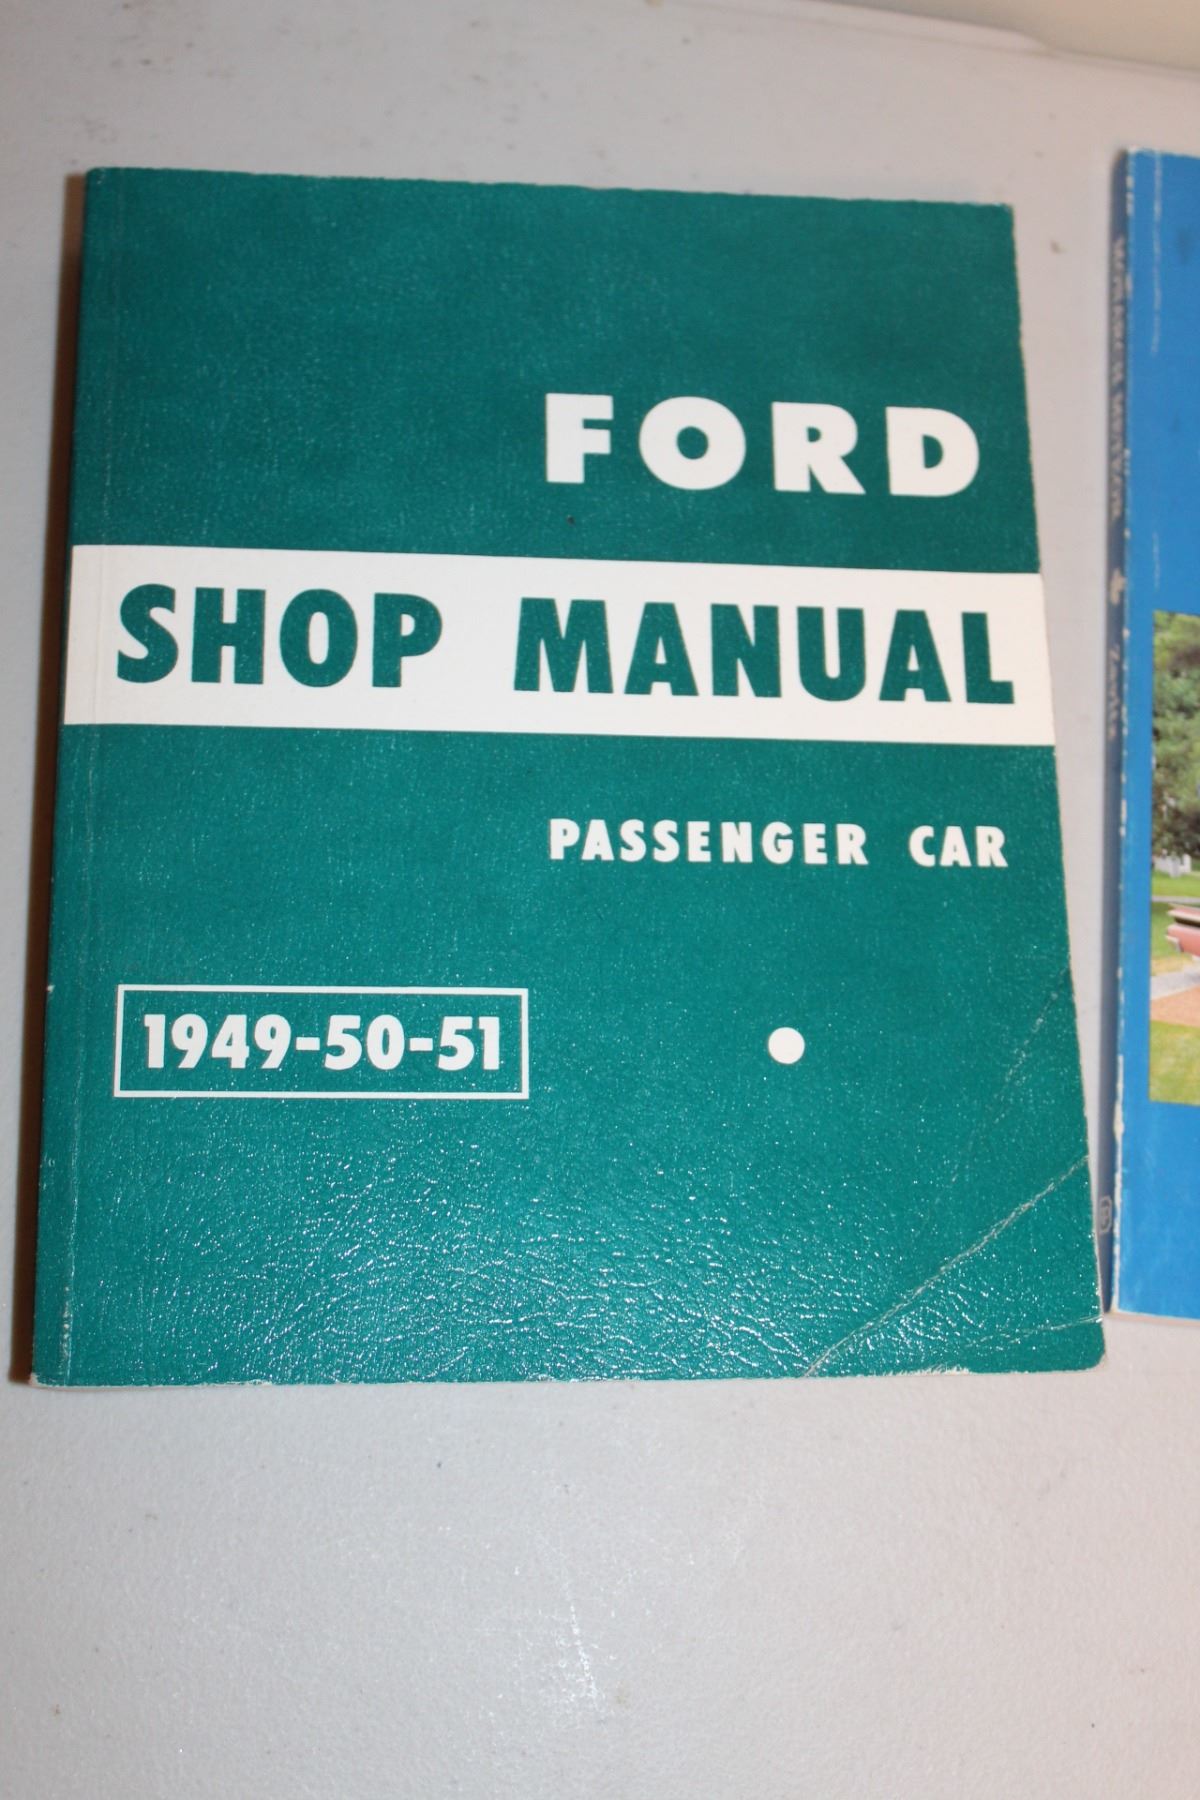 FORD
SHOP MANUAL
PASSENGER CAR
1949-50-51